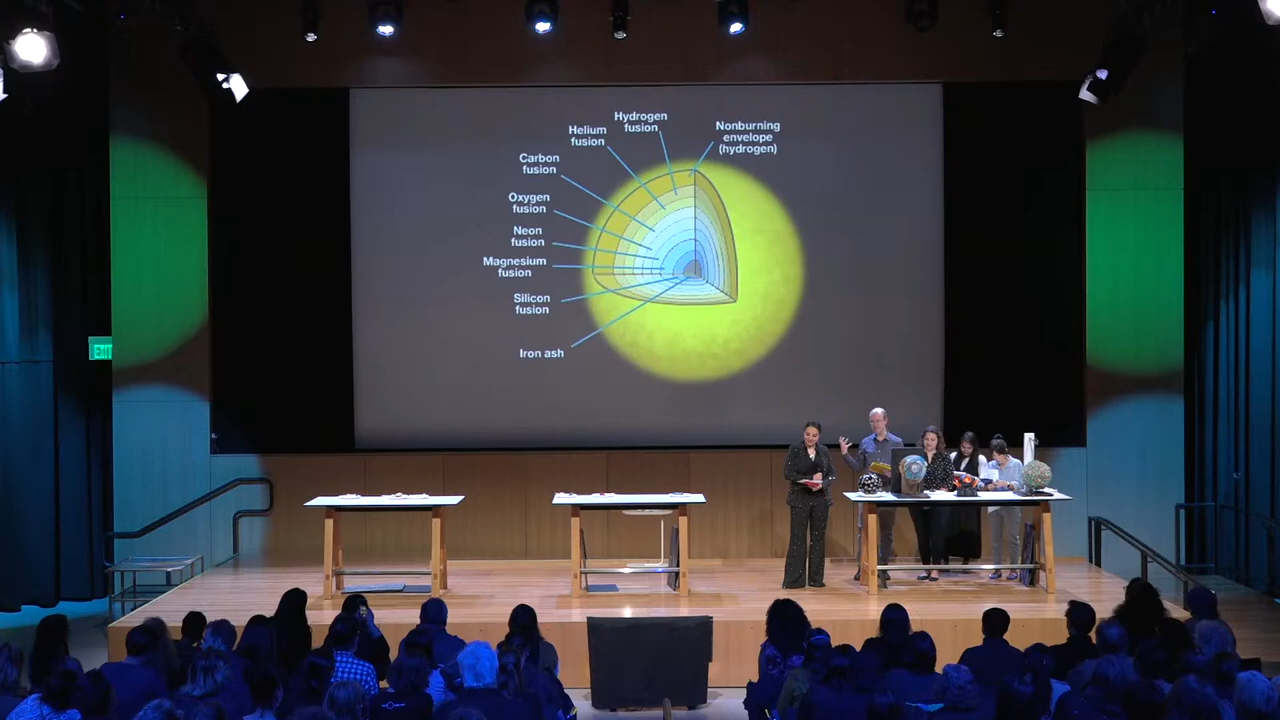 Hydrogen
fusion
Nonburning
envelope
(hydrogen)
Helium
fusion
Carbon
fusion
Oxygen
fusion
Neon
fusion
Magnesium
fusion
Silicon
fusion
Iron ash
EXIT